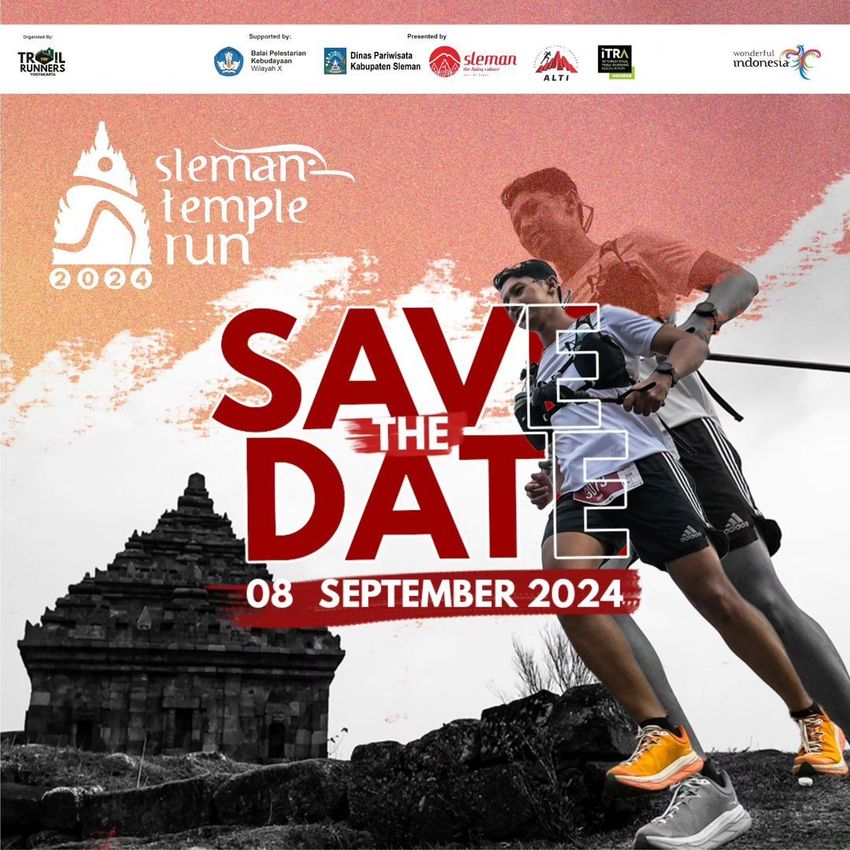 Organized By:
Supported by:
Presented by
TRAIL
RUNNERS
YOGYAKARTA
Balai Pelestarian
Kebudayaan
Wilayah X
Dinas Pariwisata
Kabupaten Sleman
sleman
the living culture
ALTI
iTRA
INTERNATIONAL
TRAIL RUNNING
ASSOCIATION
MEMBER
wonderful
indonesia
sleman
temple
run
2024
SAVE
THE
DATE
08 SEPTEMBER 2024
adidas
adidas